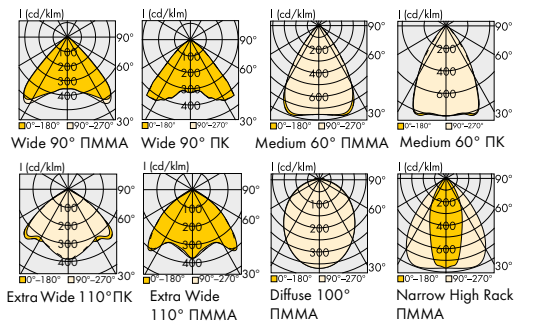 I (cd/klm) I (cd/klm) I (cd/klm) I (cd/klm)
90° 90° 90° 90°
100 100 200 200
60° 60° 60° 60°
200 200 400 400
300 300 600 600
400 400
30° 30° 30° 30°
0°–180° 90°–270° 0°–180° 90°–270° 0°–180° 90°–270° 0°–180° 90°–270°
Wide 90° ПММА Wide 90° ПК Medium 60° ПММА Medium 60° ПК
I (cd/klm) I (cd/klm) I (cd/klm) I (cd/klm)
90° 90° 90° 90°
100 100 100 200
60° 60° 60° 60°
200 200 200 400
300 300 300 600
400 400
30° 30° 30° 30°
0°–180° 90°–270° 0°–180° 90°–270° 0°–180° 90°–270° 0°–180° 90°–270°
Extra Wide 110°ПК Extra Wide Diffuse 100° Narrow High Rack
110° ПММА ПММА ПММА